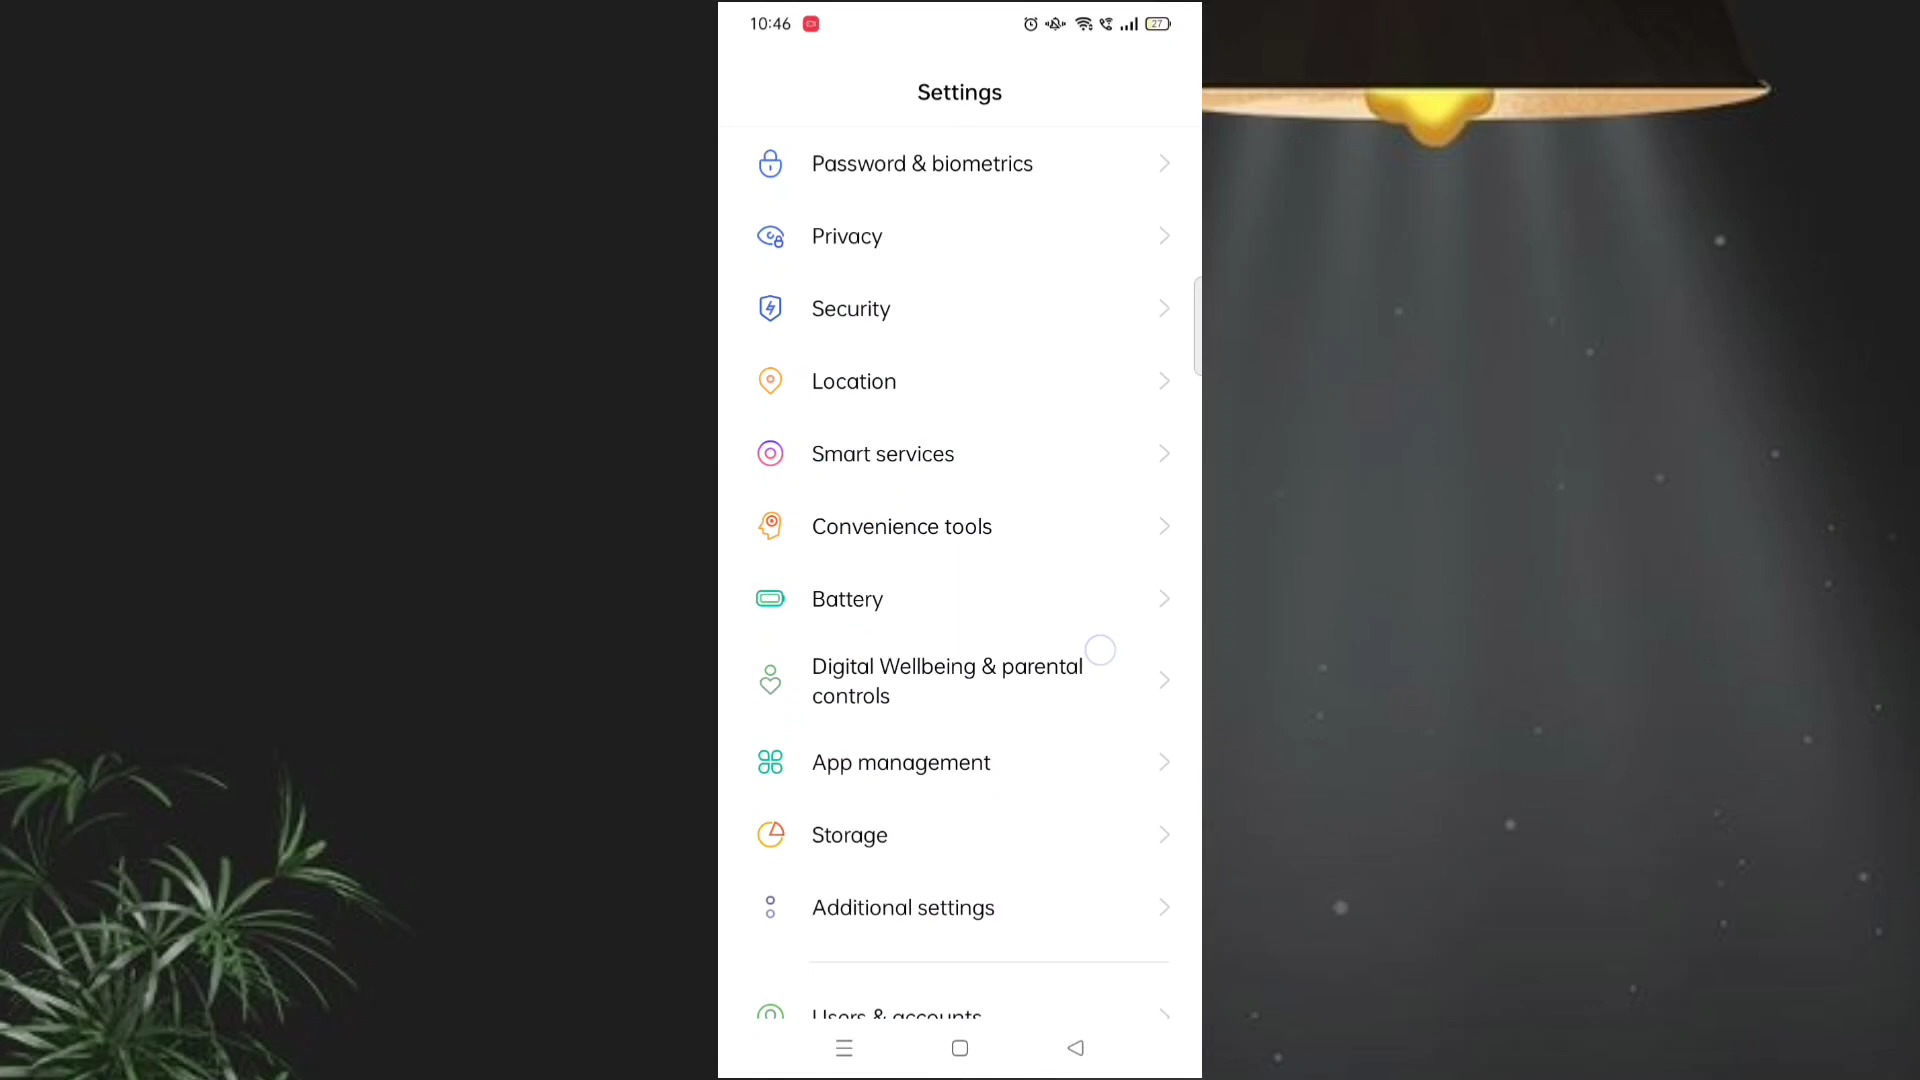 10:46
27
Settings
Password & biometrics
Privacy
Security
Location
Smart services
Convenience tools
Battery
Digital Wellbeing & parental
controls
App management
Storage
Additional settings
Users & accounts